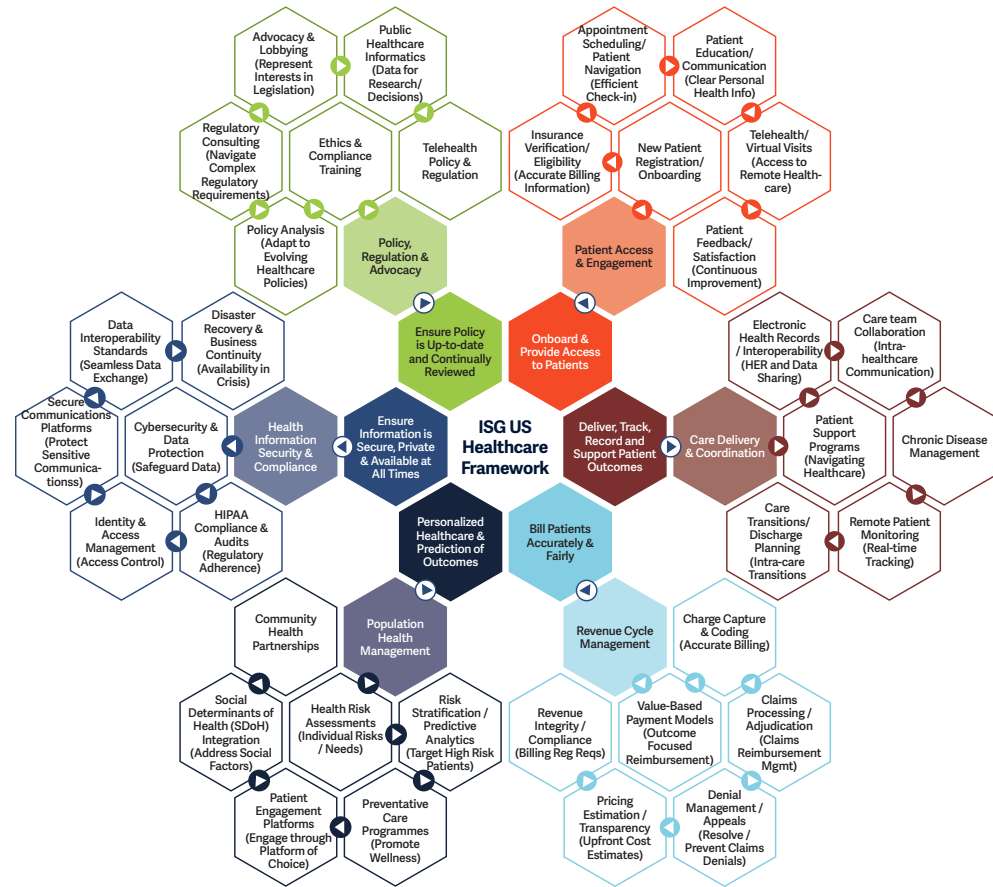 Advocacy &
Lobbying
(Represent
Interests in
Legislation)
Public
Healthcare
Informatics
(Data for
Research/
Decisions)
Regulatory
Consulting
(Navigate
Complex
Regulatory
Requirements)
Ethics &
Compliance
Training
Telehealth
Policy &
Regulation
Policy Analysis
(Adapt to
Evolving
Healthcare
Policies)
Policy,
Regulation &
Advocacy
Ensure Policy
is Up-to-date
and Continually
Reviewed
Appointment
Scheduling/
Patient
Navigation
(Efficient
Check-in)
Patient
Education/
Communication
(Clear Personal
Health Info)
Insurance
Verification/
Eligibility
(Accurate Billing
Information)
New Patient
Registration/
Onboarding
Telehealth/
Virtual Visits
(Access to
Remote Health-
care)
Patient Access
& Engagement
Patient
Feedback/
Satisfaction
(Continuous
Improvement)
Onboard &
Provide Access
to Patients
Data
Interoperability
Standards
(Seamless Data
Exchange)
Disaster
Recovery &
Business
Continuity
(Availability in
Crisis)
Secure
Communications
Platforms
(Protect
Sensitive
Communica-
tionss)
Cybersecurity &
Data
Protection
(Safeguard Data)
Health
Information
Security &
Compliance
Ensure
Information is
Secure, Private
& Available at
All Times
Identity &
Access
Management
(Access Control)
HIPAA
Compliance &
Audits
(Regulatory
Adherence)
ISG US
Healthcare
Framework
Electronic
Health Records
/ Interoperability
(HER and Data
Sharing)
Care team
Collaboration
(Intra-
healthcare
Communication)
Deliver, Track,
Record and
Support Patient
Outcomes
Care Delivery
& Coordination
Patient
Support
Programs
(Navigating
Healthcare)
Chronic Disease
Management
Care
Transitions/
Discharge
Planning
(Intra-care
Transitions
Remote Patient
Monitoring
(Real-time
Tracking)
Personalized
Healthcare &
Prediction of
Outcomes
Community
Health
Partnerships
Population
Health
Management
Social
Determinants of
Health (SDoH)
Integration
(Address Social
Factors)
Health Risk
Assessments
(Individual Risks
/ Needs)
Risk
Stratification /
Predictive
Analytics
(Target High Risk
Patients)
Patient
Engagement
Platforms
(Engage through
Platform of
Choice)
Preventative
Care
Programmes
(Promote
Wellness)
Bill Patients
Accurately &
Fairly
Revenue Cycle
Management
Charge Capture
& Coding
(Accurate Billing)
Revenue
Integrity /
Compliance
(Billing Reg Reqs)
Value-Based
Payment Models
(Outcome
Focused
Reimbursement)
Claims
Processing /
Adjudication
(Claims
Reimbursement
Mgmt)
Pricing
Estimation /
Transparency
(Upfront Cost
Estimates)
Denial
Management /
Appeals
(Resolve /
Prevent Claims
Denials)